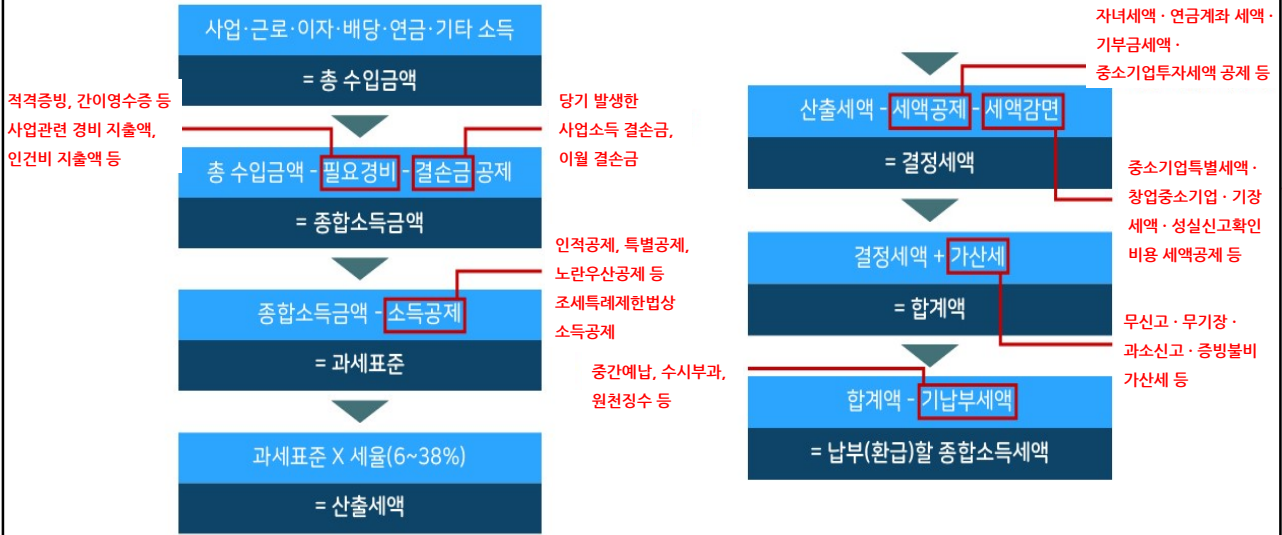 사업·근로·이자·배당·연금·기타 소득
= 총 수입금액
적격증빙, 간이영수증 등
사업관련 경비 지출액,
인건비 지출액 등
당기 발생한
사업소득 결손금,
이월 결손금
총 수입금액 - 필요경비 - 결손금 공제
= 종합소득금액
인적공제, 특별공제,
노란우산공제 등
조세특례제한법상
소득공제
종합소득금액 - 소득공제
= 과세표준
과세표준 X 세율(6~38%)
= 산출세액
자녀세액 · 연금계좌 세액 ·
기부금세액 ·
중소기업투자세액 공제 등
산출세액 - 세액공제 - 세액감면
= 결정세액
중소기업특별세액 ·
창업중소기업 · 기장
세액 · 성실신고확인
비용 세액공제 등
결정세액 + 가산세
= 합계액
무신고 · 무기장 ·
과소신고 · 증빙불비
가산세 등
중간예납, 수시부과,
원천징수 등
합계액 - 기납부세액
= 납부(환급)할 종합소득세액